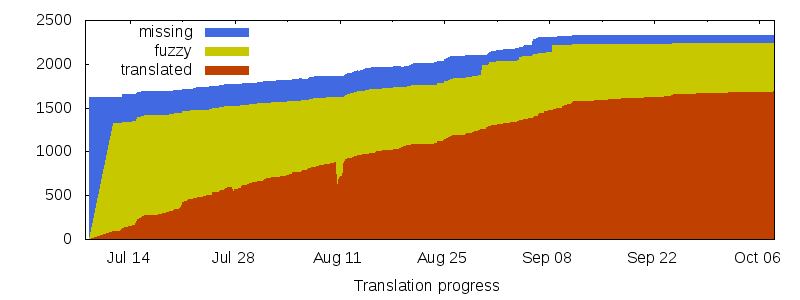 2500
2000
1500
1000
500
0
missing
fuzzy
translated
Jul 14 Jul 28 Aug 11 Aug 25 Sep 08 Sep 22 Oct 06
Translation progress